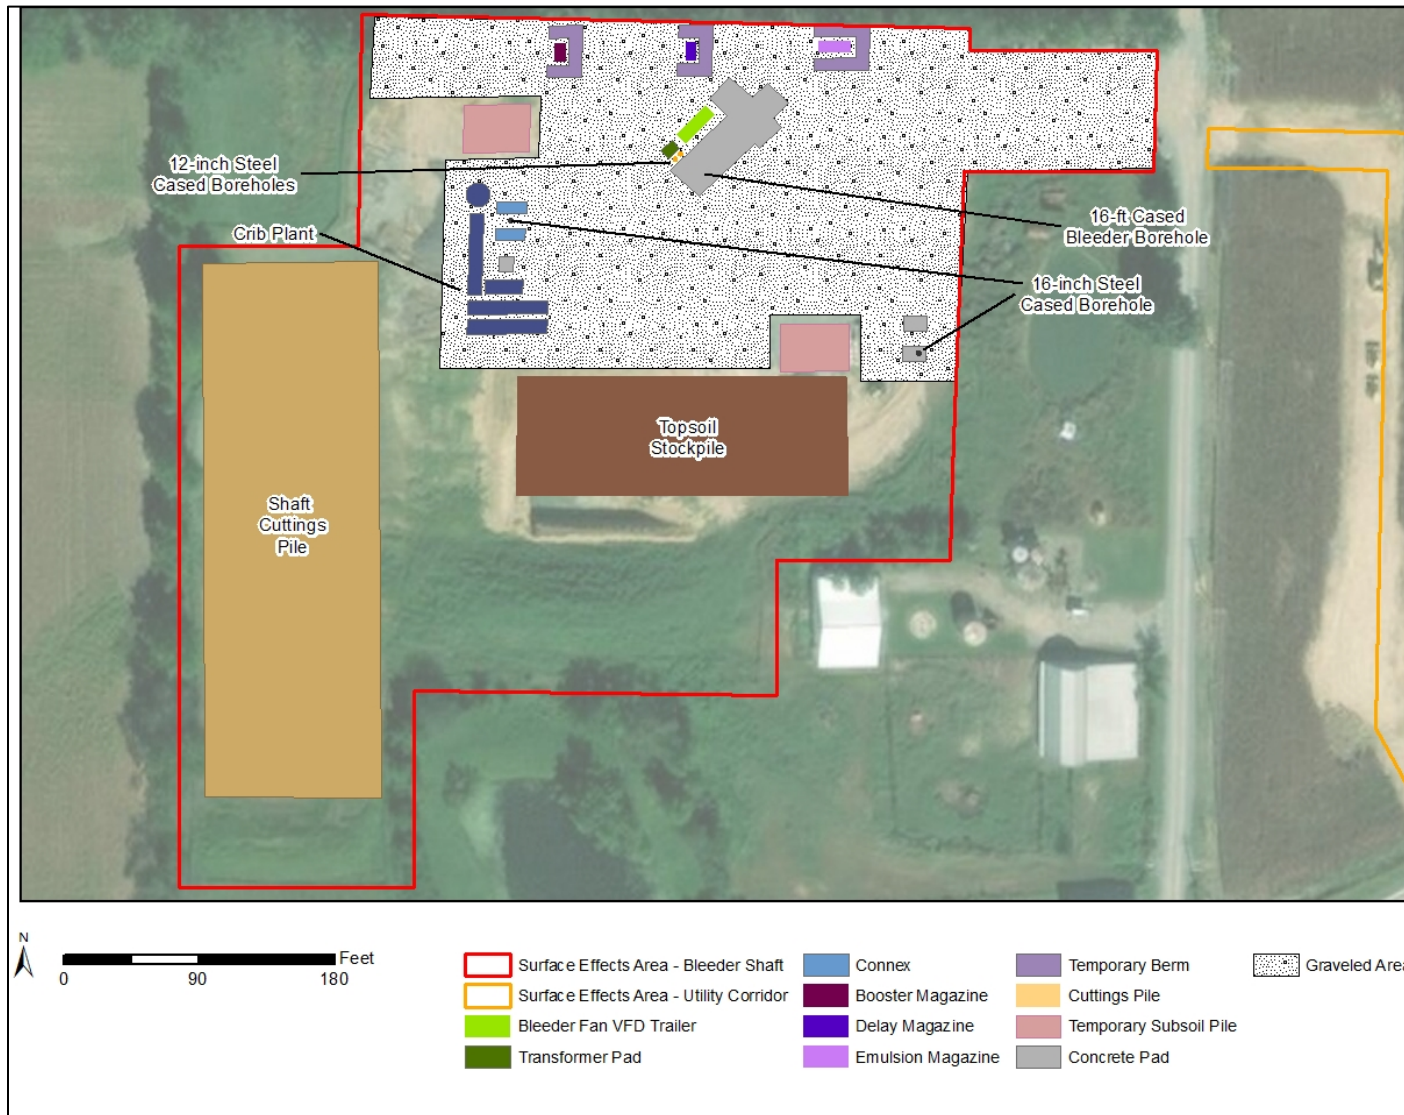 12-inch Steel
Cased Boreholes
Crib Plant
16-ft Cased
Bleeder Borehole
16-inch Steel
Cased Borehole
Topsoil
Stockpile
Shaft
Cuttings
Pile
N
Feet
0 90 180
Surface Effects Area - Bleeder Shaft
Surface Effects Area - Utility Corridor
Bleeder Fan VFD Trailer
Transformer Pad
Connex
Booster Magazine
Delay Magazine
Emulsion Magazine
Temporary Berm
Cuttings Pile
Temporary Subsoil Pile
Concrete Pad
Graveled Area